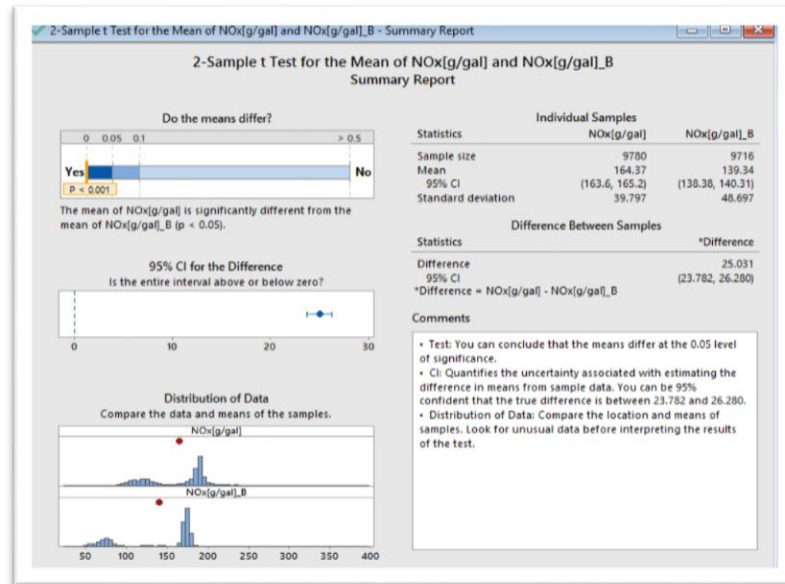 2-Sample t Test for the Mean of NOx[g/gal] and NOx[g/gal]_B - Summary Report
2-Sample t Test for the Mean of NOx[g/gal] and NOx[g/gal]_B
Summary Report
Do the means differ?
0 0.05 0.1 > 0.5
Yes No
P < 0.001
The mean of NOx[g/gal] is significantly different from the
mean of NOx[g/gal]_B (p < 0.05).
95% CI for the Difference
Is the entire interval above or below zero?
0 10 20 30
Distribution of Data
Compare the data and means of the samples.
NOx[g/gal]
NOx[g/gal]_B
50 100 150 200 250 300 350 400
Individual Samples
Statistics NOx[g/gal] NOx[g/gal]_B
Sample size 9780 9716
Mean 164.37 139.34
95% CI (163.6, 165.2) (138.38, 140.31)
Standard deviation 39.797 48.697
Difference Between Samples
Statistics *Difference
Difference 25.031
95% CI (23.782, 26.280)
*Difference = NOx[g/gal] - NOx[g/gal]_B
Comments
• Test: You can conclude that the means differ at the 0.05 level
of significance.
• CI: Quantifies the uncertainty associated with estimating the
difference in means from sample data. You can be 95%
confident that the true difference is between 23.782 and 26.280.
• Distribution of Data: Compare the location and means of
samples. Look for unusual data before interpreting the results
of the test.